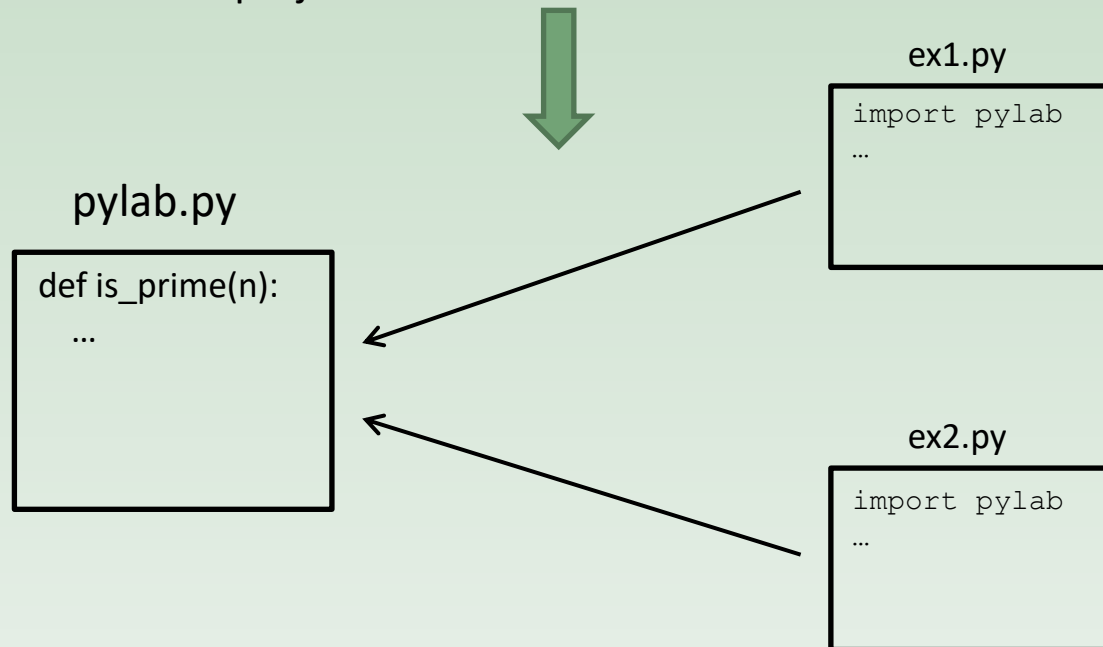 ex1.py
import pylab
…
pylab.py
def is_prime(n):
...
ex2.py
import pylab
…